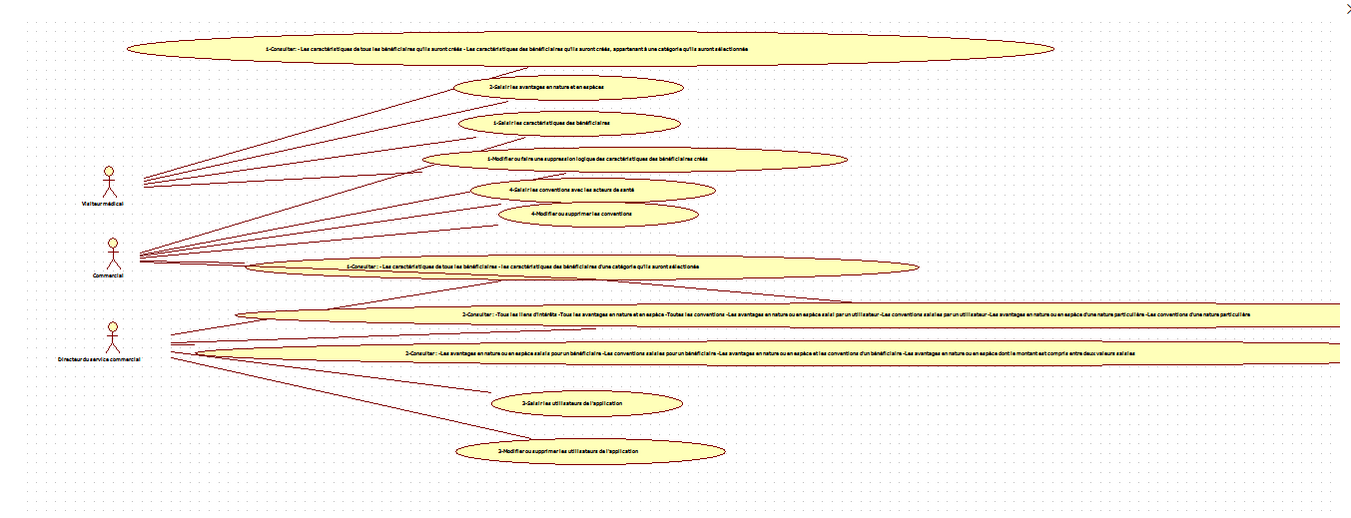 1-Consulter: - Les caractéristiques de tous les bénéficiaires qu'ils auront créés - Les caractéristiques des bénéficiaires qu'ils auront créés, appartenant à une catégorie qu'ils auront sélectionnée
2-Saisir les avantages en nature et en espèces
1-Saisir les caractéristiques des bénéficiaires
1-Modifier ou faire une suppression logique des caractéristiques des bénéficiaires créés
4-Saisir les conventions avec les acteurs de santé
Visiteur médical
4-Modifier ou supprimer les conventions
1-Consulter : - Les caractéristiques de tous les bénéficiaires - les caractéristiques des bénéficiaires d'une catégorie qu'ils auront sélectionnée
Commercial
2-Consulter : -Tous les liens d'intérêts -Tous les avantages en nature et en espèce -Toutes les conventions -Les avantages en nature ou en espèce saisi par un utilisateur -Les conventions saisies par un utilisateur -Les avantages en nature ou en espèce d'une nature particulière -Les conventions d'une nature particulière
2-Consulter : -Les avantages en nature ou en espèce saisis pour un bénéficiaire -Les conventions saisies pour un bénéficiaire -Les avantages en nature ou en espèce et les conventions d'un bénéficiaire -Les avantages en nature ou en espèce dont le montant est compris entre deux valeurs saisies
Directeur du service commercial
3-Saisir les utilisateurs de l'application
3-Modifier ou supprimer les utilisateurs de l'application